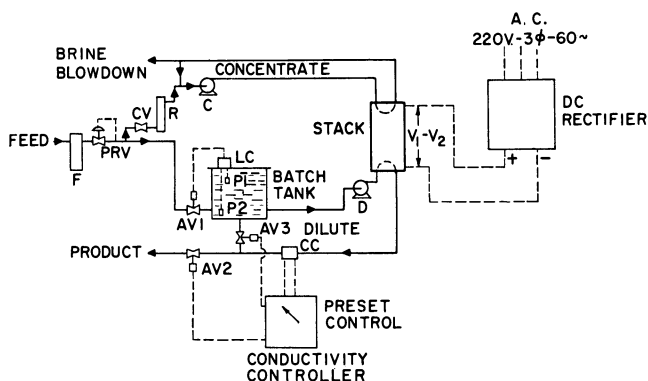 A. C.
220V.-3ϕ-60~
BRINE
BLOWDOWN
CONCENTRATE
C
CV
R
STACK
V1-V2
DC
RECTIFIER
+
−
FEED
F
PRV
LC
P1
P2
BATCH
TANK
D
AV1
AV3
DILUTE
CC
PRODUCT
AV2
PRESET
CONTROL
CONDUCTIVITY
CONTROLLER